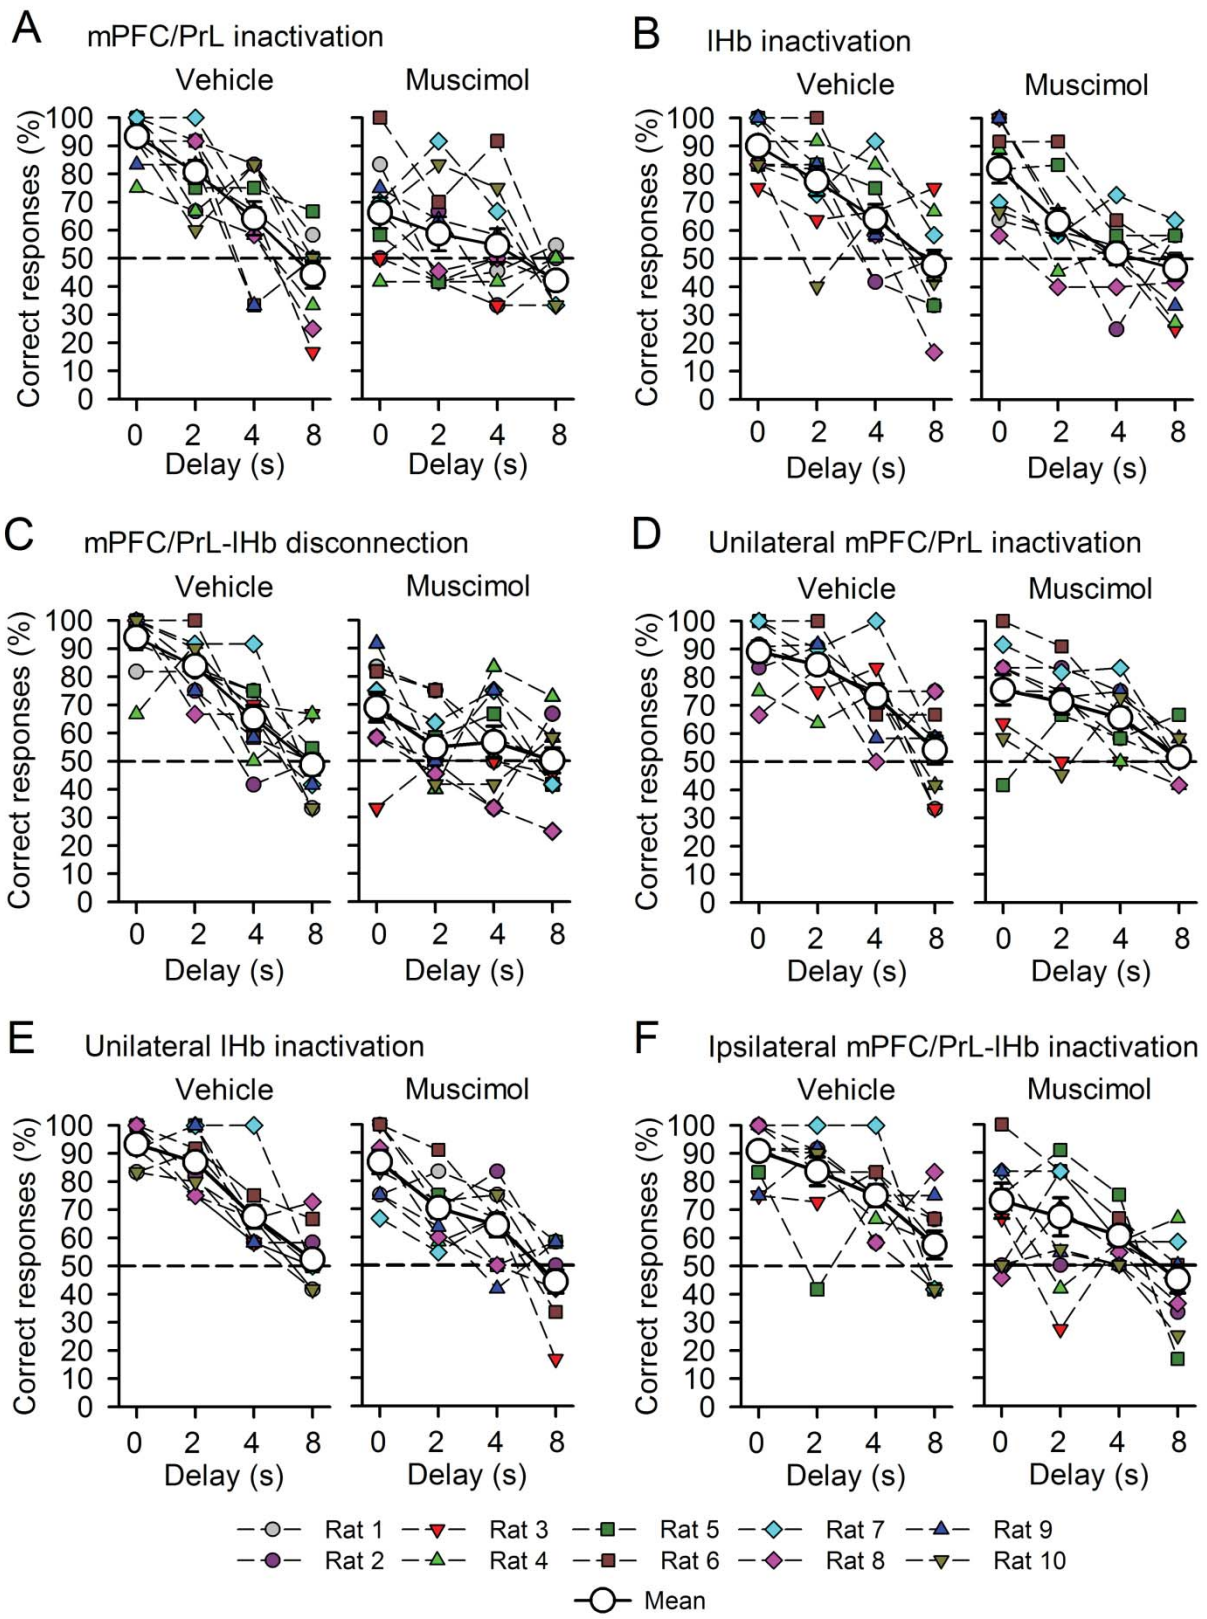 A mPFC/PrL inactivation
Vehicle Muscimol
Correct responses (%)
100
90
80
70
60
50
40
30
20
10
0
0 2 4 8 0 2 4 8
Delay (s) Delay (s)
B lHb inactivation
Vehicle Muscimol
Correct responses (%)
100
90
80
70
60
50
40
30
20
10
0
0 2 4 8 0 2 4 8
Delay (s) Delay (s)
C mPFC/PrL-lHb disconnection
Vehicle Muscimol
Correct responses (%)
100
90
80
70
60
50
40
30
20
10
0
0 2 4 8 0 2 4 8
Delay (s) Delay (s)
D Unilateral mPFC/PrL inactivation
Vehicle Muscimol
Correct responses (%)
100
90
80
70
60
50
40
30
20
10
0
0 2 4 8 0 2 4 8
Delay (s) Delay (s)
E Unilateral lHb inactivation
Vehicle Muscimol
Correct responses (%)
100
90
80
70
60
50
40
30
20
10
0
0 2 4 8 0 2 4 8
Delay (s) Delay (s)
F Ipsilateral mPFC/PrL-lHb inactivation
Vehicle Muscimol
Correct responses (%)
100
90
80
70
60
50
40
30
20
10
0
0 2 4 8 0 2 4 8
Delay (s) Delay (s)
Rat 1 Rat 3 Rat 5 Rat 7 Rat 9
Rat 2 Rat 4 Rat 6 Rat 8 Rat 10
Mean